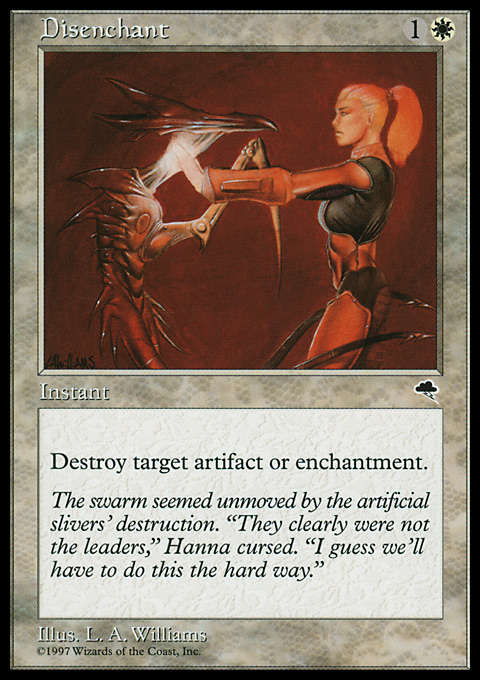 Disenchant 1
Instant
Destroy target artifact or enchantment.
The swarm seemed unmoved by the artificial
slivers' destruction. "They clearly were not
the leaders," Hanna cursed. "I guess we'll
have to do this the hard way."
Illus. L. A. Williams
©1997 Wizards of the Coast, Inc.